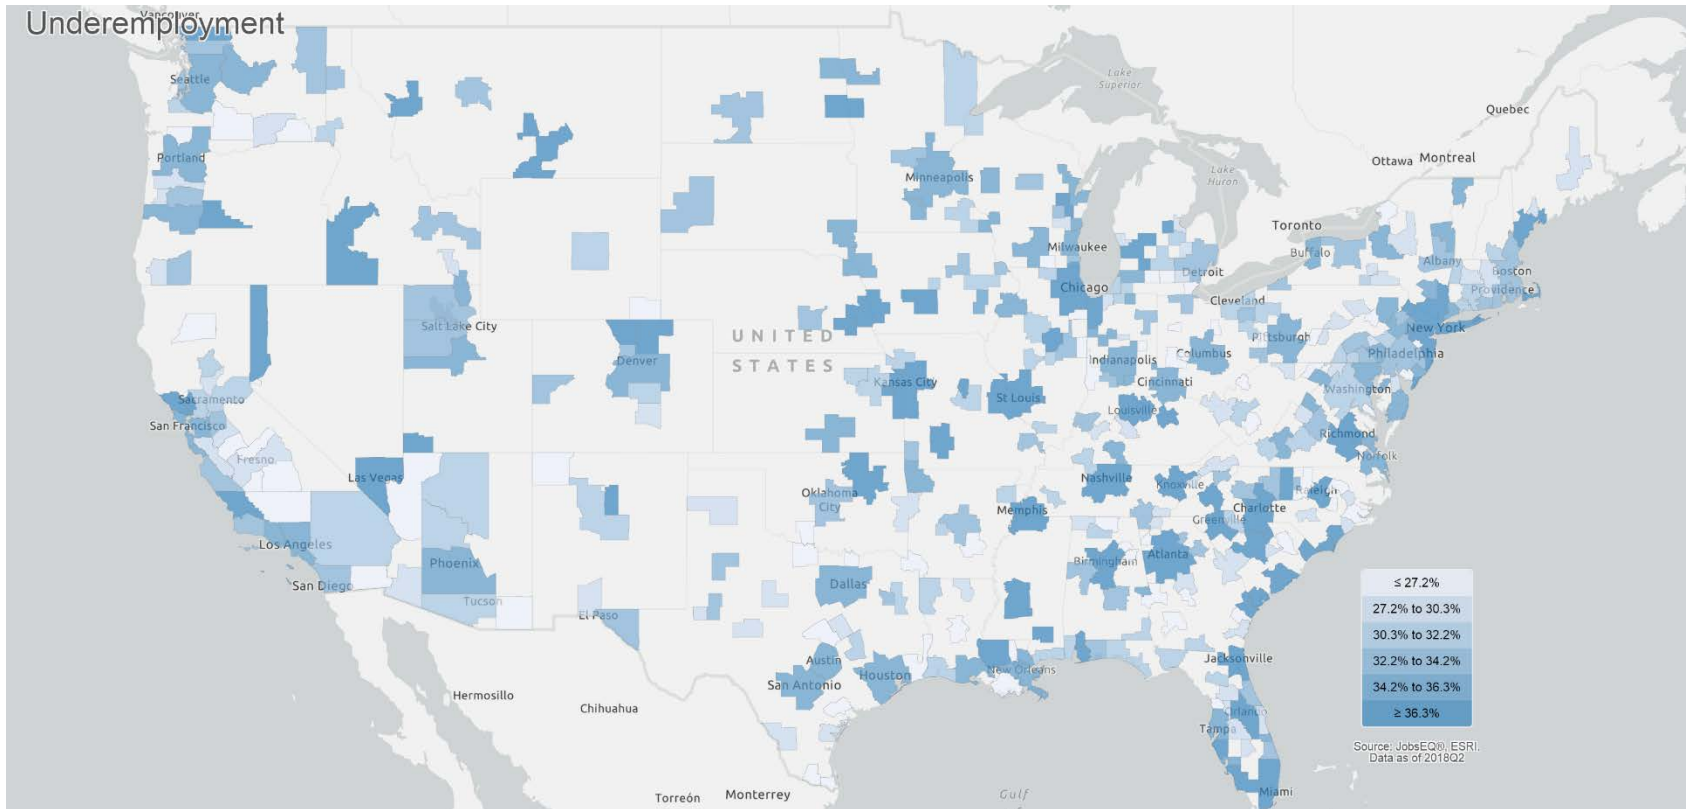 Underemployment
Vancouver
Seattle
Portland
Lake
Superior
Quebec
Ottawa
Montreal
Minneapolis
Lake
Huron
Toronto
Milwaukee
Buffalo
Albany
Boston
Detroit
Providence
Chicago
Cleveland
Salt Lake City
New York
UNITED
STATES
Pittsburgh
Denver
Indianapolis
Columbus
Philadelphia
Kansas City
Cincinnati
Washington
Sacramento
St Louis
Louisville
San Francisco
Richmond
Fresno
Norfolk
Las Vegas
Nashville
Knoxville
Oklahoma
City
Raleigh
Memphis
Charlotte
Greenville
Los Angeles
Atlanta
Birmingham
Phoenix
San Diego
Dallas
Tucson
El Paso
Austin
Jacksonville
New Orleans
Houston
San Antonio
Hermosillo
Chihuahua
Orlando
Tampa
Miami
Torreón
Monterrey
Gulf
≤ 27.2%
27.2% to 30.3%
30.3% to 32.2%
32.2% to 34.2%
34.2% to 36.3%
≥ 36.3%
Source: JobsEQ®, ESRI.
Data as of 2018Q2